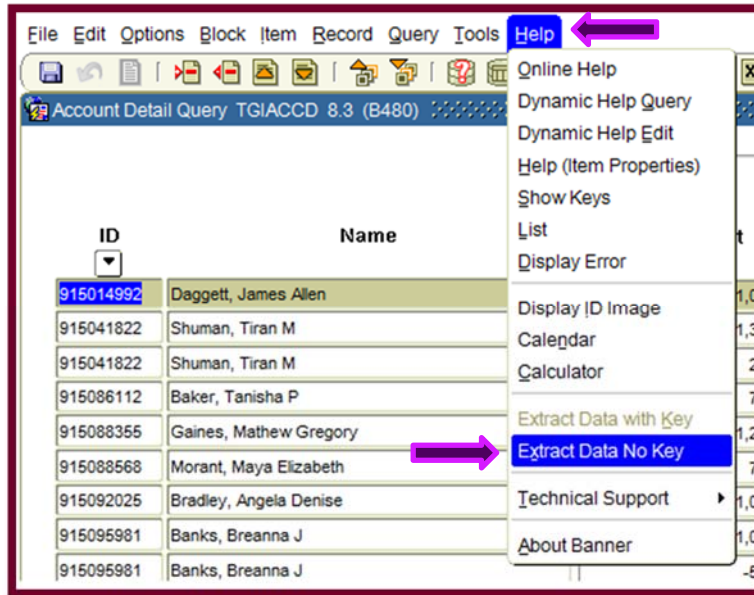 File Edit Options Block Item Record Query Tools Help
Account Detail Query TGIACCD 8.3 (B480)
Online Help
Dynamic Help Query
Dynamic Help Edit
Help (Item Properties)
Show Keys
List
Display Error
Display ID Image
Calendar
Calculator
Extract Data with Key
Extract Data No Key
Technical Support
About Banner
ID Name
915014992 Daggett, James Allen
915041822 Shuman, Tiran M
915041822 Shuman, Tiran M
915086112 Baker, Tanisha P
915088355 Gaines, Mathew Gregory
915088568 Morant, Maya Elizabeth
915092025 Bradley, Angela Denise
915095981 Banks, Breanna J
915095981 Banks, Breanna J